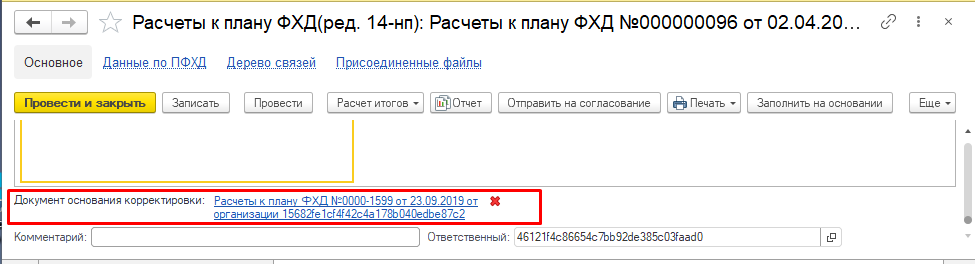 Расчеты к плану ФХД(ред. 14-нп): Расчеты к плану ФХД №000000096 от 02.04.20...
Основное Данные по ПФХД Дерево связей Присоединенные файлы
Провести и закрыть Записать Провести Расчет итогов Отчет Отправить на согласование Печать Заполнить на основании Еще
Документ основания корректировки: Расчеты к плану ФХД №0000-1599 от 23.09.2019 от
организации 15682fe1cf4f42c4a178b040edbe87c2
Комментарий: Ответственный: 46121f4c86654c7bb92de385c03faad0